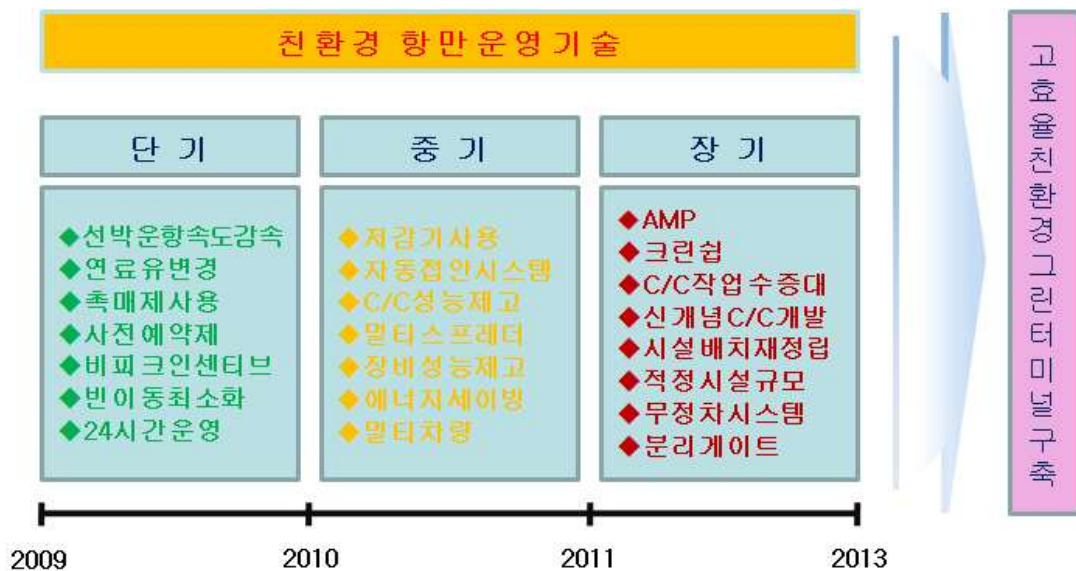 친환경 항만운영기술
단 기
중 기
장 기
◆선박운항속도감속
◆연료유변경
◆촉매제사용
◆사전예약제
◆비피크인센티브
◆빈이동최소화
◆24시간운영
◆저감기사용
◆자동접안시스템
◆C/C성능제고
◆멀티스프레더
◆장비성능제고
◆에너지세이빙
◆멀티차량
◆AMP
◆크린쉽
◆C/C작업수증대
◆신개념C/C개발
◆시설배치재정립
◆적정시설규모
◆무정차시스템
◆분리게이트
고효율친환경그린터미널구축
2009
2010
2011
2013